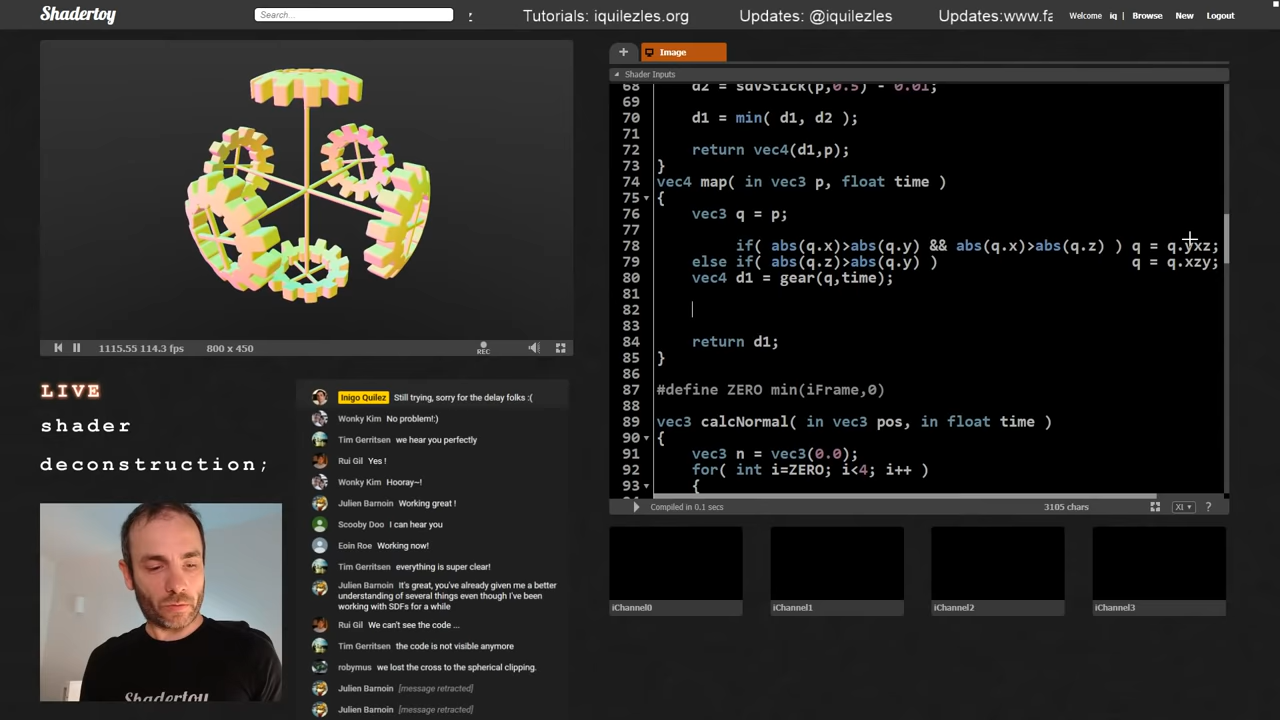 Shadertoy
Search...
Tutorials: iquilezles.org
Updates: @iquilezles
Welcome iq | Browse New Logout
+
Image
Shader Inputs
68 d2 = sdVStick(p,0.5) - 0.01;
69
70 d1 = min( d1, d2 );
71
72 return vec4(d1,p);
73 }
74 vec4 map( in vec3 p, float time )
75 {
76 vec3 q = p;
77
78 if( abs(q.x)>abs(q.y) && abs(q.x)>abs(q.z) ) q = q.yxz;
79 else if( abs(q.z)>abs(q.y) ) q = q.xzy;
80 vec4 d1 = gear(q,time);
81
82
83
84 return d1;
85 }
86
87 #define ZERO min(iFrame,0)
88
89 vec3 calcNormal( in vec3 pos, in float time )
90 {
91 vec3 n = vec3(0.0);
92 for( int i=ZERO; i<4; i++ )
93 {
1115.55 114.3 fps 800 x 450
REC
Compiled in 0.1 secs
3105 chars
?
LIVE
shader
deconstruction;
Inigo Quilez Still trying, sorry for the delay folks :(
Wonky Kim No problem!:)
Tim Gerritsen we hear you perfectly
Rui Gil Yes !
Wonky Kim Hooray~!
Julien Barnoin Working great !
Scooby Doo I can hear you
Eoin Roe Working now!
Tim Gerritsen everything is super clear!
Julien Barnoin It's great, you've already given me a better
understanding of several things even though I've been
working with SDFs for a while
Rui Gil We can't see the code ...
Tim Gerritsen the code is not visible anymore
robymus we lost the cross to the spherical clipping.
Julien Barnoin [message retracted]
Julien Barnoin [message retracted]
iChannel0
iChannel1
iChannel2
iChannel3
Shadertoy